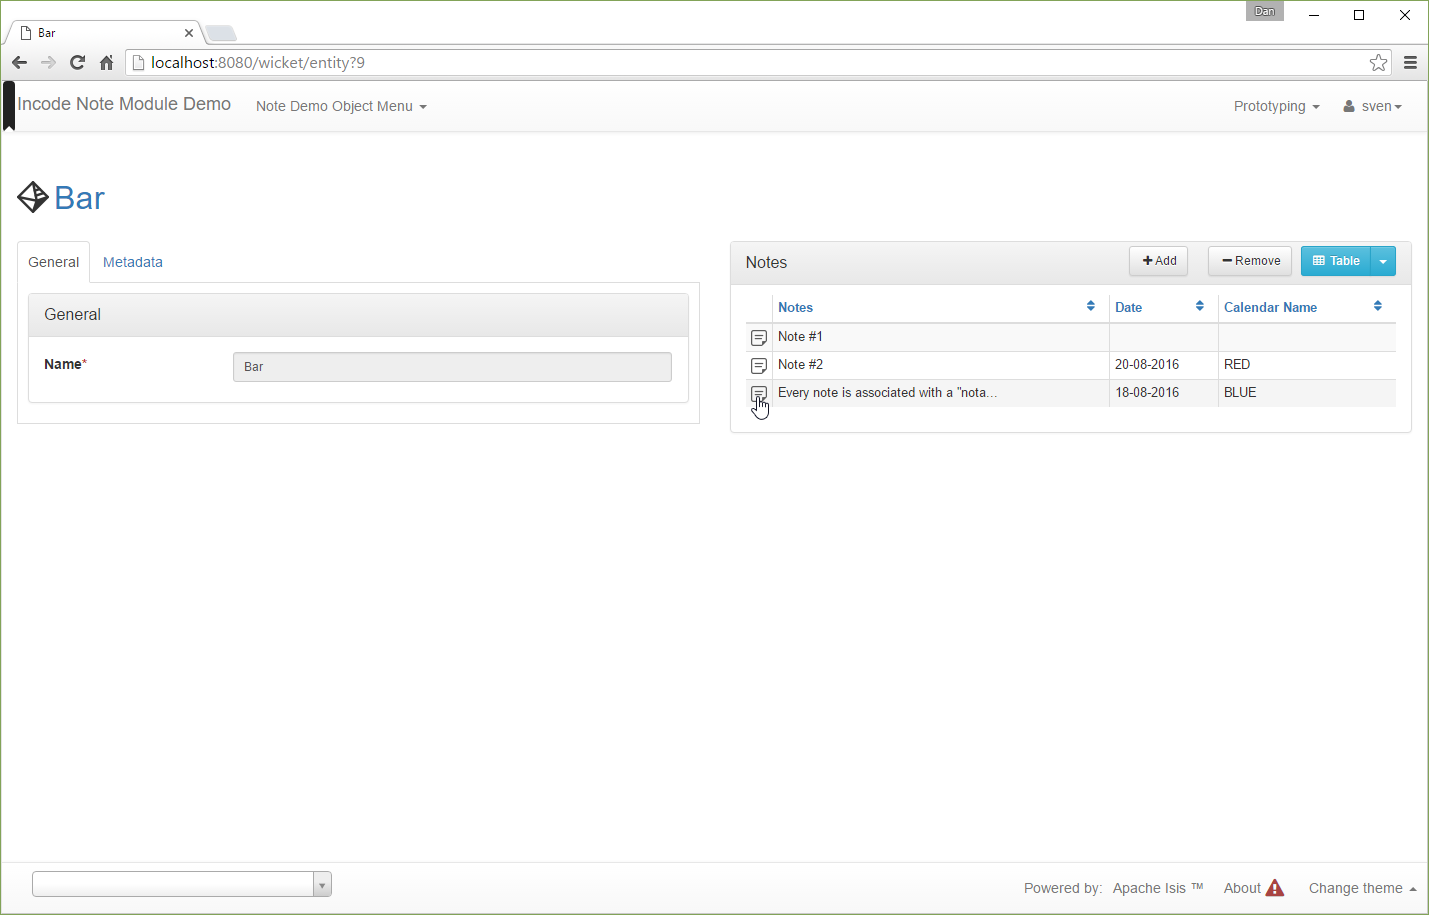 Dan
Bar
localhost:8080/wicket/entity?9
Incode Note Module Demo Note Demo Object Menu Prototyping sven
Bar
General Metadata
General
Name* Bar
Notes Add Remove Table
Notes Date Calendar Name
Note #1
Note #2 20-08-2016 RED
Every note is associated with a "nota... 18-08-2016 BLUE
Powered by: Apache Isis ™ About Change theme